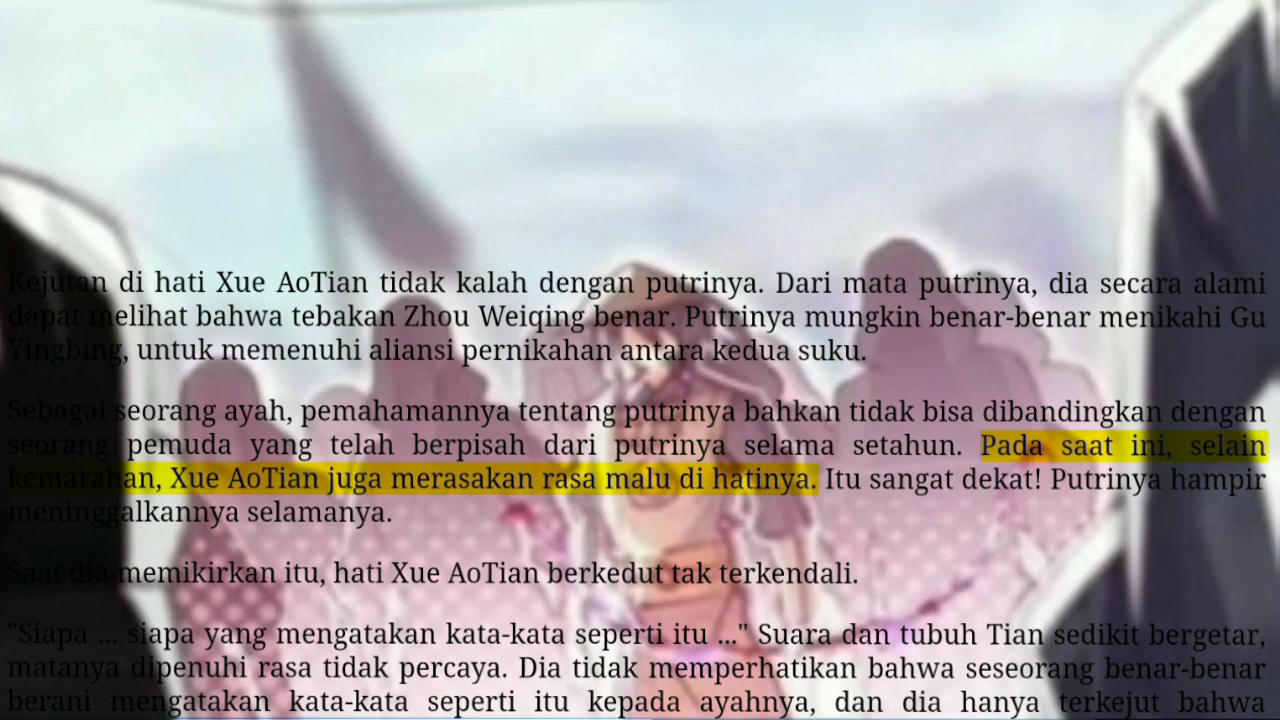 Kejutan di hati Xue AoTian tidak kalah dengan putrinya. Dari mata putrinya, dia secara alami
dapat melihat bahwa tebakan Zhou Weiqing benar. Putrinya mungkin benar-benar menikahi Gu
Yingbing, untuk memenuhi aliansi pernikahan antara kedua suku.
Sebagai seorang ayah, pemahamannya tentang putrinya bahkan tidak bisa dibandingkan dengan
seorang pemuda yang telah berpisah dari putrinya selama setahun. Pada saat ini, selain
kemarahan, Xue AoTian juga merasakan rasa malu di hatinya. Itu sangat dekat! Putrinya hampir
meninggalkannya selamanya.
Saat dia memikirkan itu, hati Xue AoTian berkedut tak terkendali.
"Siapa ... siapa yang mengatakan kata-kata seperti itu ..." Suara dan tubuh Tian sedikit bergetar,
matanya dipenuhi rasa tidak percaya. Dia tidak memperhatikan bahwa seseorang benar-benar
berani mengatakan kata-kata seperti itu kepada ayahnya, dan dia hanya terkejut bahwa